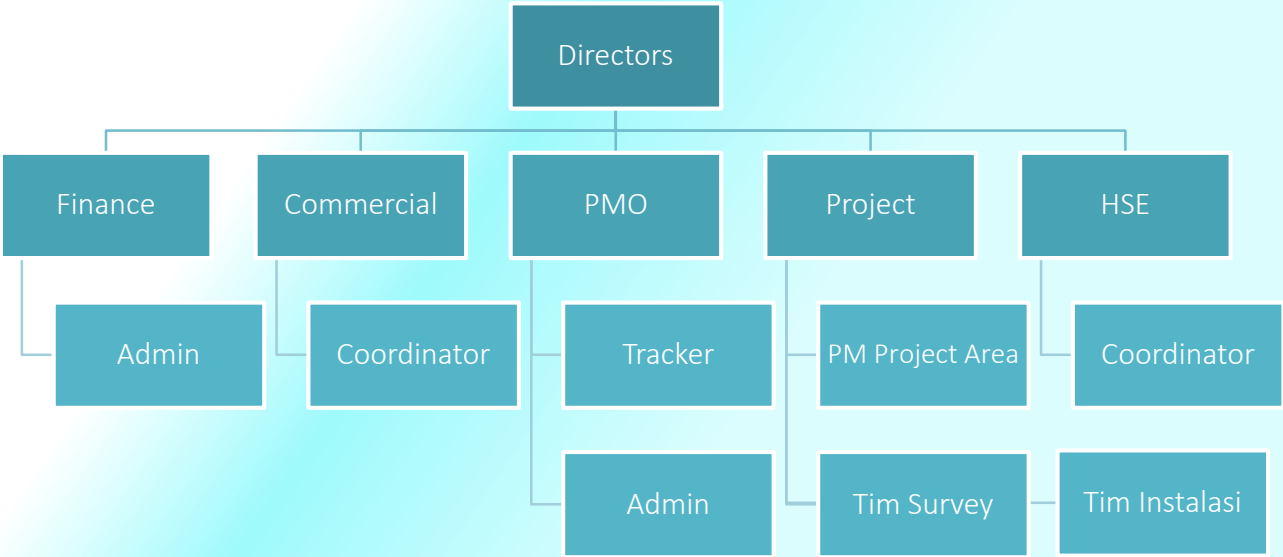 Directors
Finance
Commercial
PMO
Project
HSE
Admin
Coordinator
Tracker
PM Project Area
Coordinator
Admin
Tim Survey
Tim Instalasi